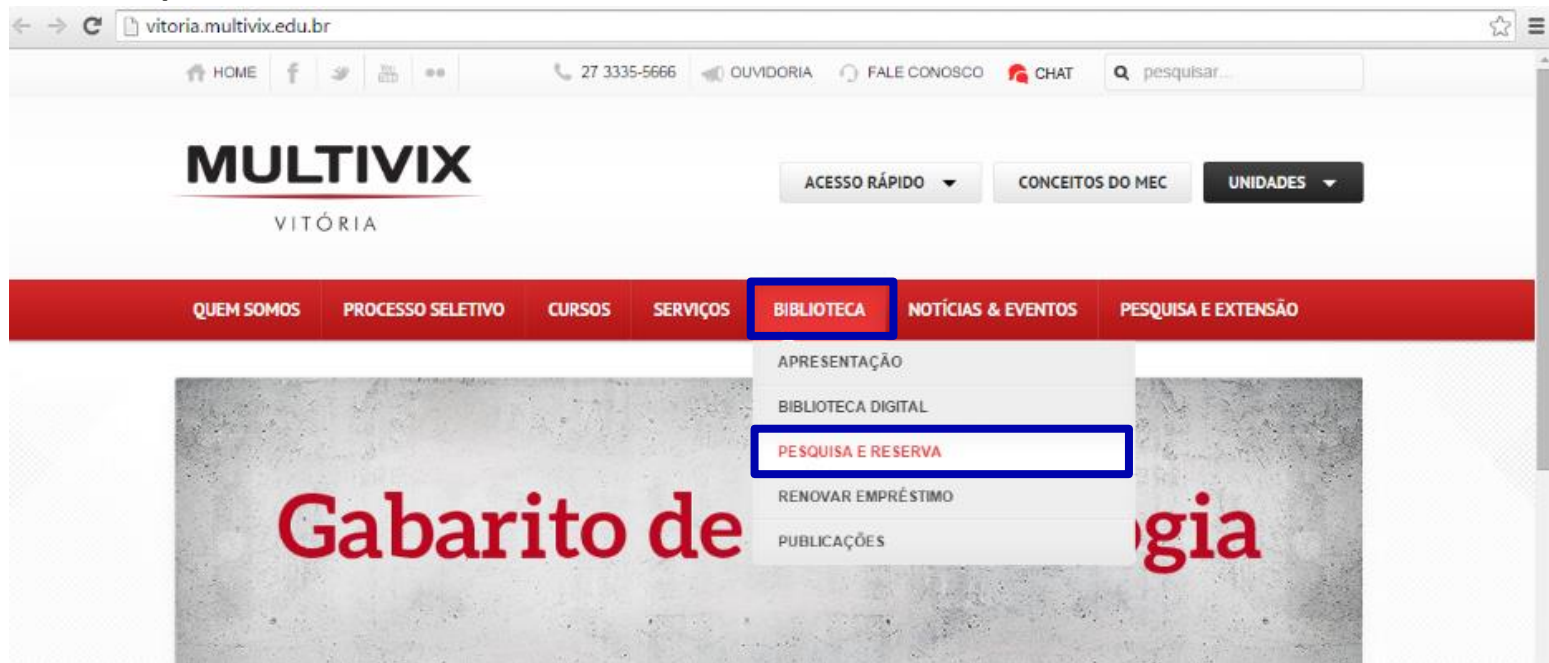 vitoria.multivix.edu.br
HOME
27 3335-5666
OUVIDORIA
FALE CONOSCO
CHAT
pesquisar...
MULTIVIX
VITÓRIA
ACESSO RÁPIDO
CONCEITOS DO MEC
UNIDADES
QUEM SOMOS
PROCESSO SELETIVO
CURSOS
SERVIÇOS
BIBLIOTECA
NOTÍCIAS & EVENTOS
PESQUISA E EXTENSÃO
APRESENTAÇÃO
BIBLIOTECA DIGITAL
PESQUISA E RESERVA
RENOVAR EMPRÉSTIMO
PUBLICAÇÕES
Gabarito de gia